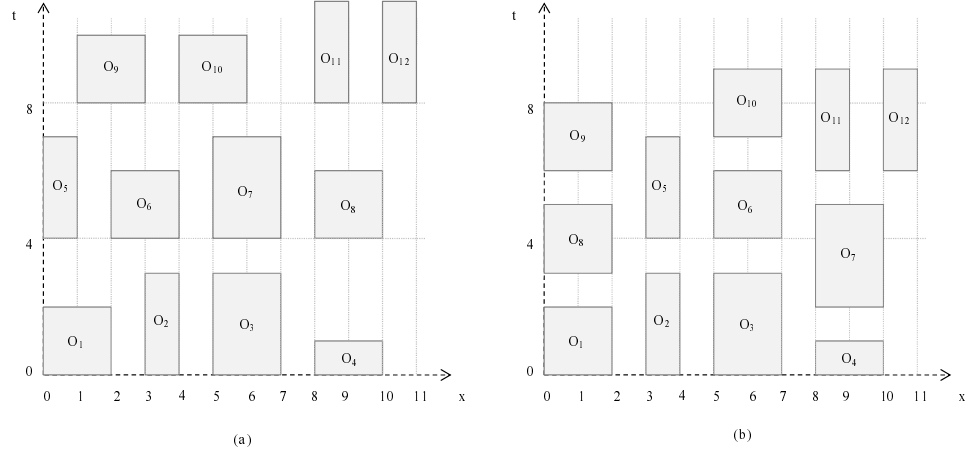 t
O9 O10 O11 O12
8
O5 O6 O7 O8
4
O1 O2 O3 O4
0
0 1 2 3 4 5 6 7 8 9 10 11 x
(a)
t
O10 O11 O12
8
O9
O5 O6
O8
4
O7
O2 O3
O1 O4
0
0 1 2 3 4 5 6 7 8 9 10 11 x
(b)